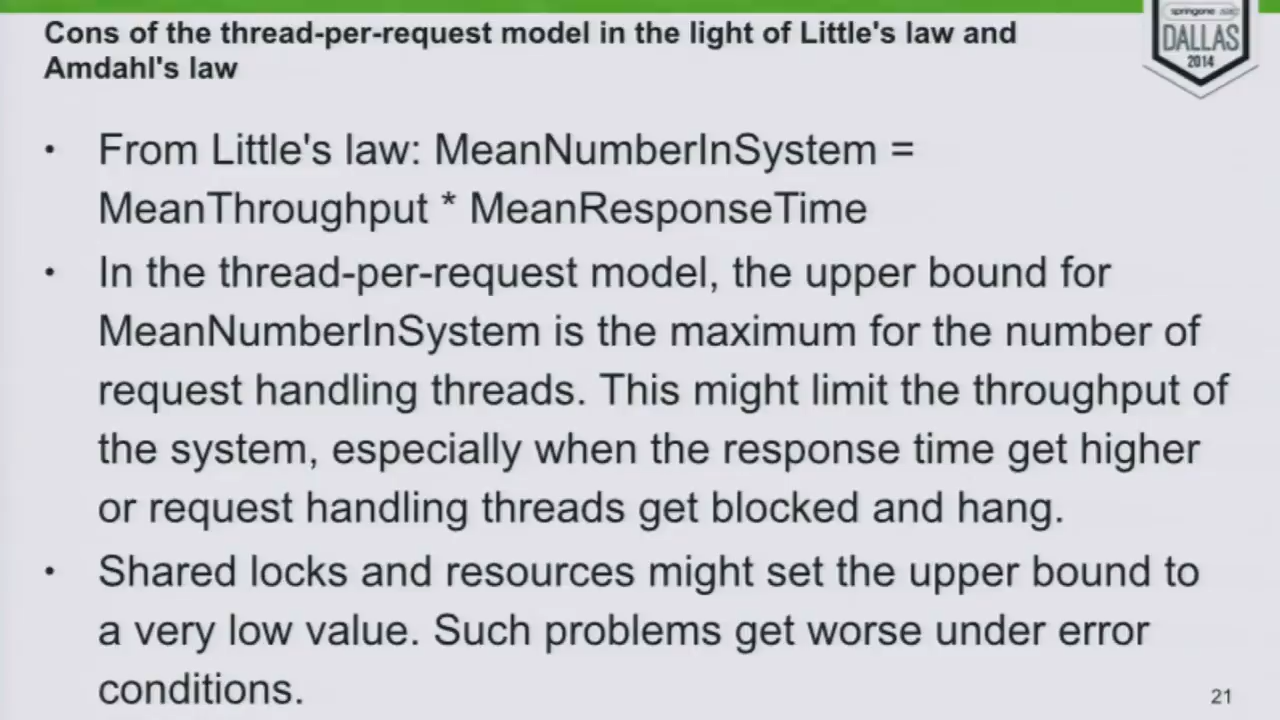 Cons of the thread-per-request model in the light of Little's law and
Amdahl's law
springone 2GX
DALLAS
2014
• From Little's law: MeanNumberInSystem =
MeanThroughput * MeanResponseTime
• In the thread-per-request model, the upper bound for
MeanNumberInSystem is the maximum for the number of
request handling threads. This might limit the throughput of
the system, especially when the response time get higher
or request handling threads get blocked and hang.
• Shared locks and resources might set the upper bound to
a very low value. Such problems get worse under error
conditions.
21